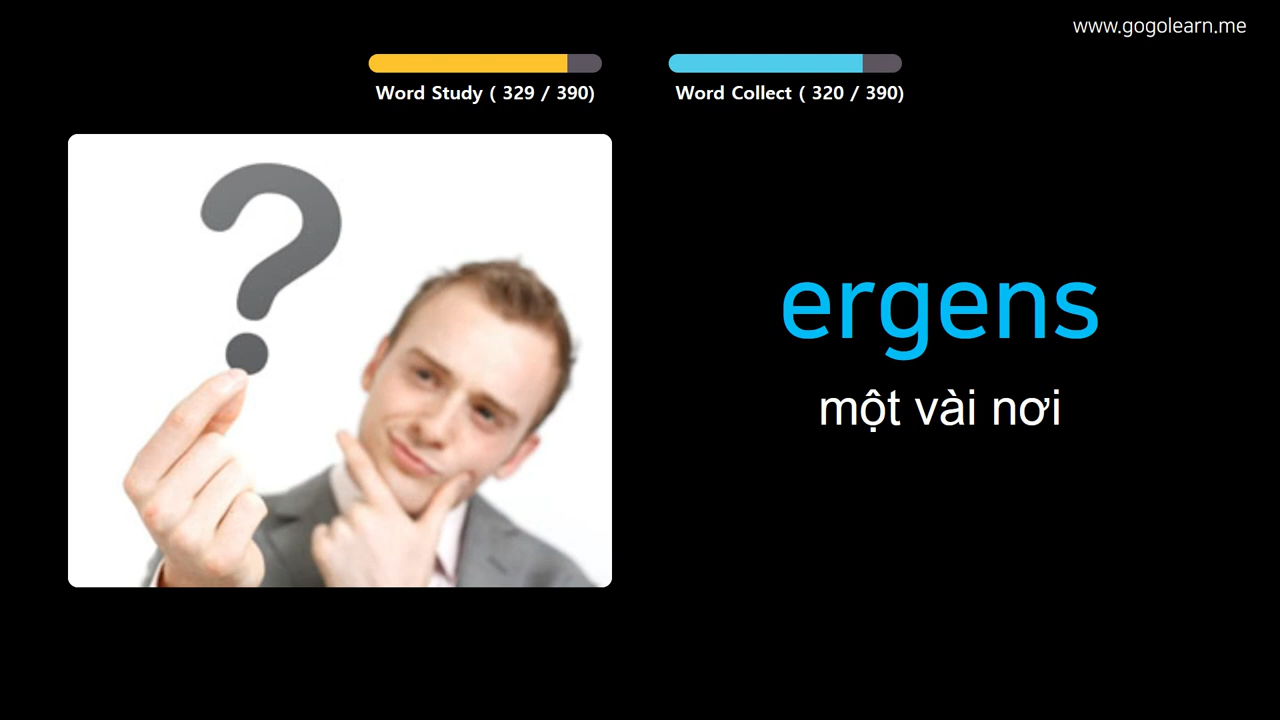 www.gogolearn.me
Word Study ( 329 / 390)
Word Collect ( 320 / 390)
?
ergens
một vài nơi